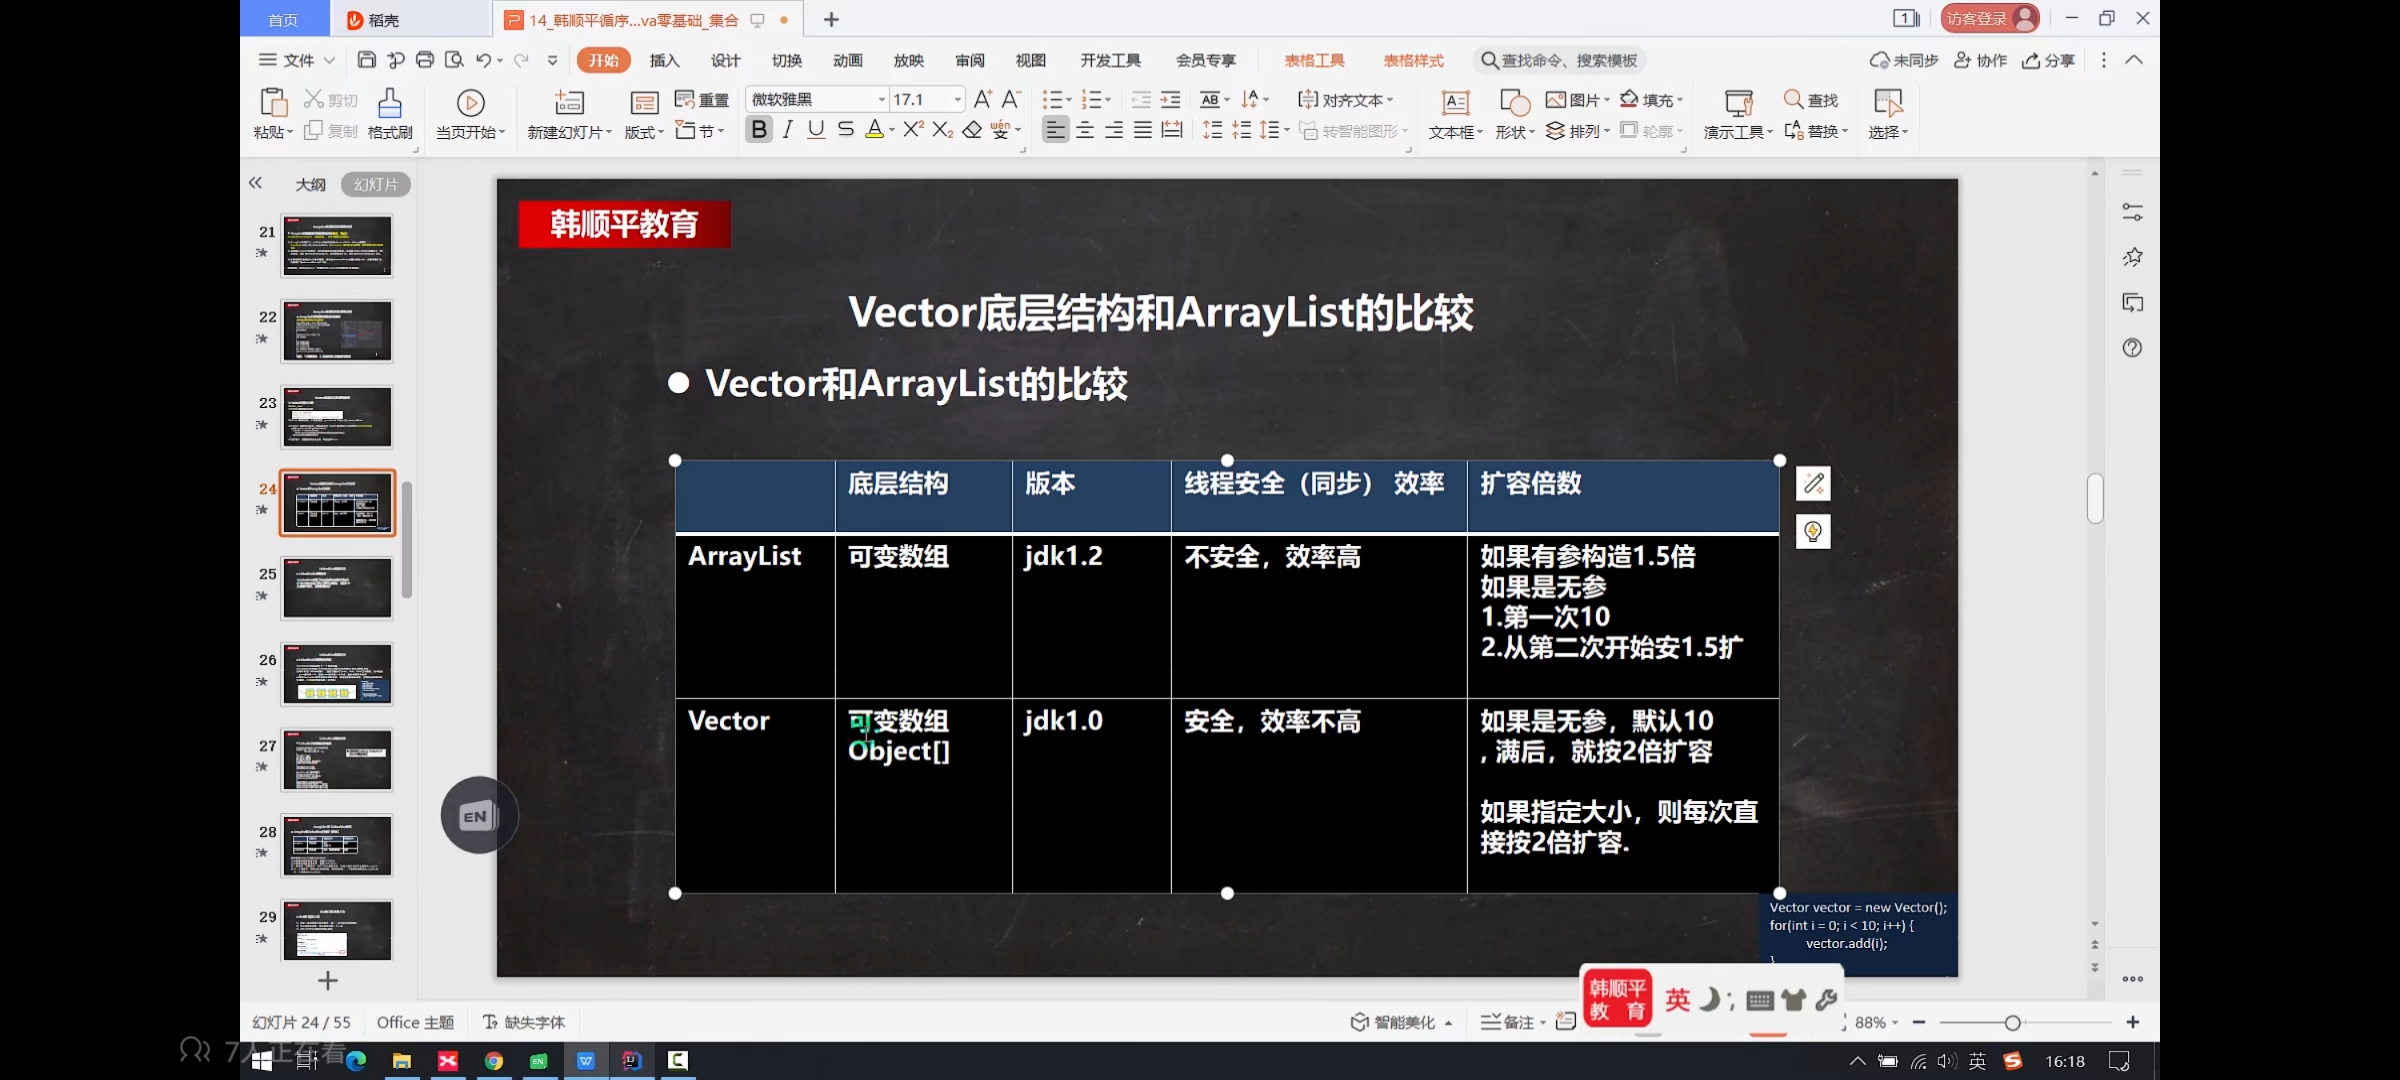 首页
稻壳
14_韩顺平循序...va零基础_集合
1
访客登录
文件
开始
插入
设计
切换
动画
放映
审阅
视图
开发工具
会员专享
表格工具
表格样式
查找命令、搜索模板
未同步
协作
分享
粘贴
剪切
复制
格式刷
当页开始
新建幻灯片
版式
重置
节
微软雅黑
17.1
对齐文本
转智能图形
文本框
形状
图片
排列
填充
轮廓
演示工具
查找
替换
选择
大纲
幻灯片
21
22
23
24
25
26
27
28
29
韩顺平教育
Vector底层结构和ArrayList的比较
Vector和ArrayList的比较
底层结构
版本
线程安全（同步） 效率
扩容倍数
ArrayList
可变数组
jdk1.2
不安全，效率高
如果有参构造1.5倍
如果是无参
1.第一次10
2.从第二次开始安1.5扩
Vector
可变数组
Object[]
jdk1.0
安全，效率不高
如果是无参，默认10
, 满后，就按2倍扩容
如果指定大小，则每次直
接按2倍扩容.
EN
Vector vector = new Vector();
for(int i = 0; i < 10; i++) {
vector.add(i);
}
韩顺平
教 育
英
幻灯片 24 / 55
Office 主题
缺失字体
智能美化
备注
88%
7人正在看
英
16:18